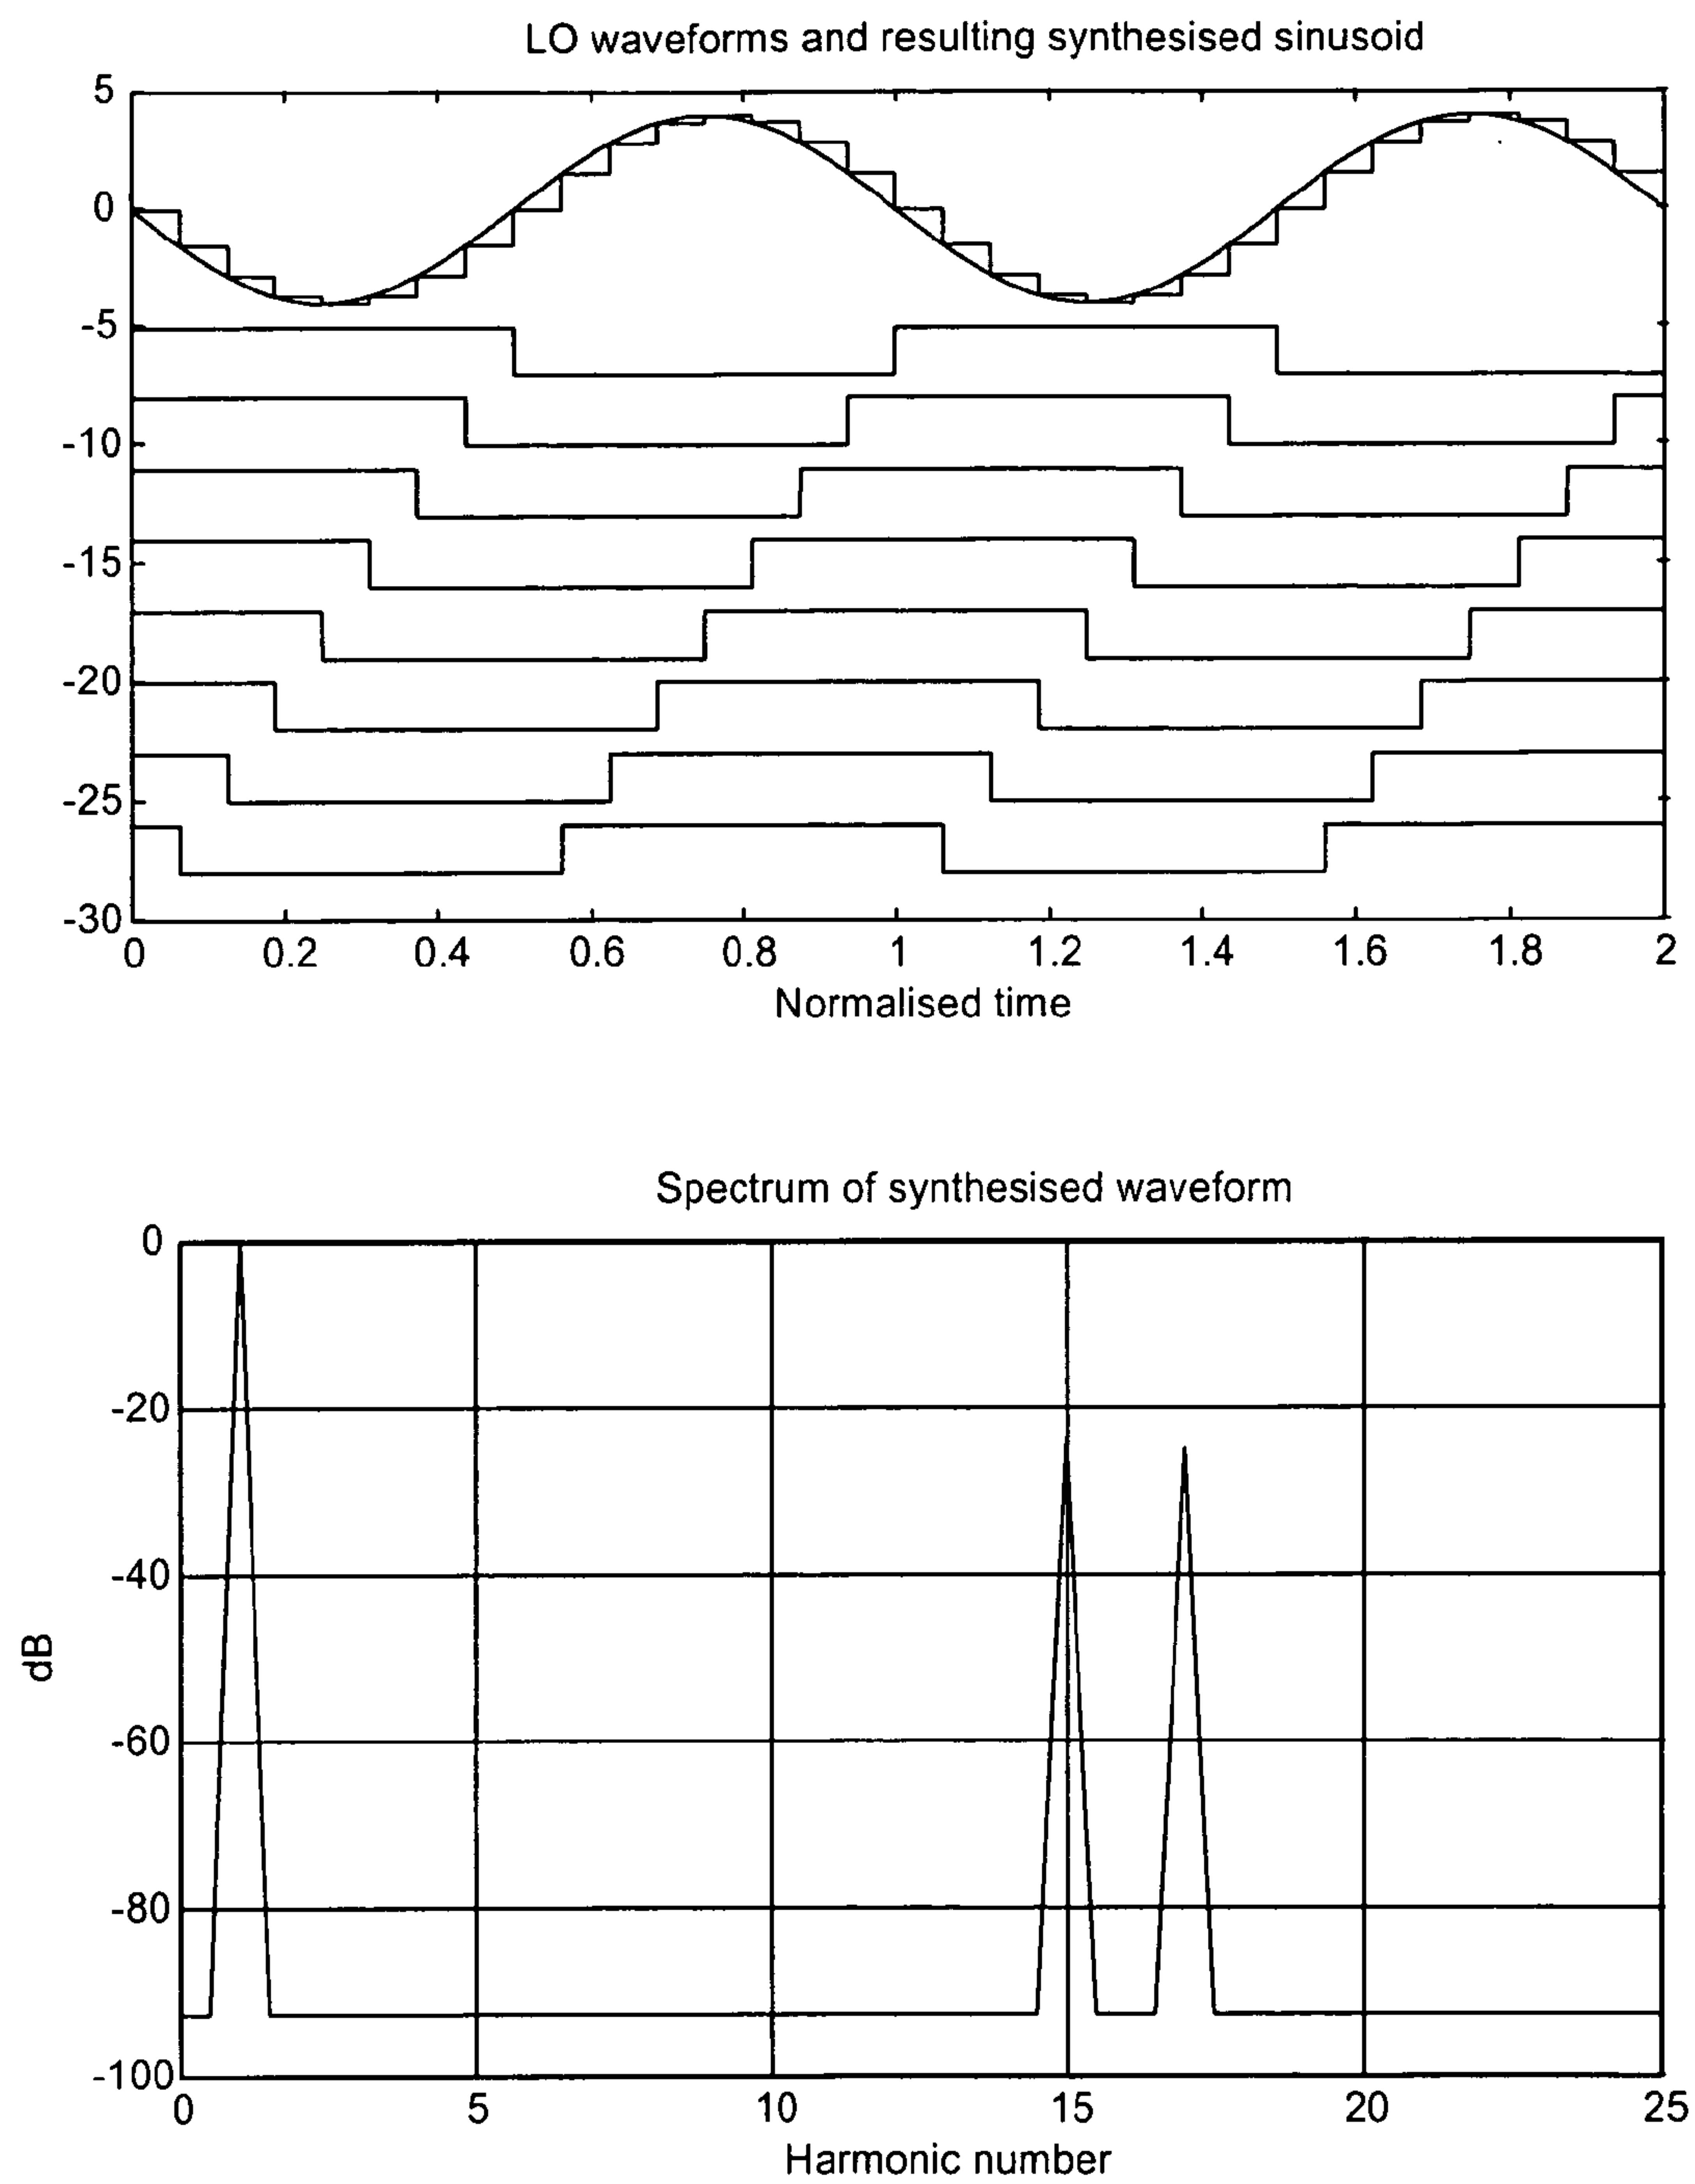 LO waveforms and resulting synthesised sinusoid
5
0
-5
-10
-15
-20
-25
-30
0 0.2 0.4 0.6 0.8 1 1.2 1.4 1.6 1.8 2
Normalised time
Spectrum of synthesised waveform
0
-20
-40
-60
-80
-100
dB
0 5 10 15 20 25
Harmonic number